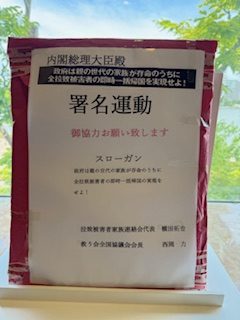 内閣総理大臣殿
政府は親の世代の家族が存命のうちに
全拉致被害者の即時一括帰国を実現せよ!
署名運動
御協力お願い致します
スローガン
政府は親の世代の家族が存命のうちに
全拉致被害者の即時一括帰国の実現を
せよ!
拉致被害者家族連絡会代表 横田拓也
救う会全国協議会会長 西岡 力